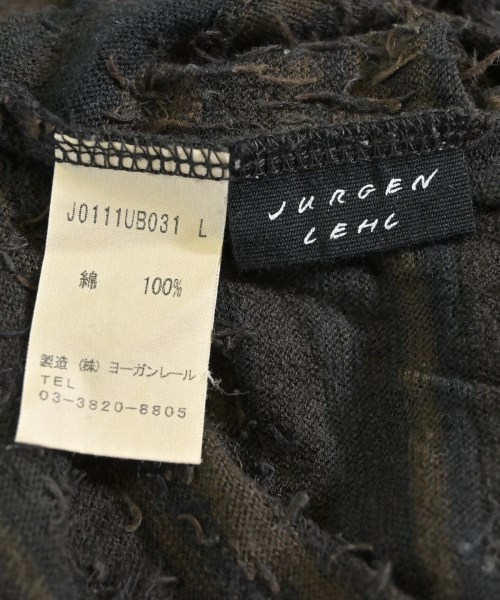 J0111UB031 L
綿 100%
製造 (株) ヨーガンレール
TEL
03-3820-8805
JURGEN
LEHL